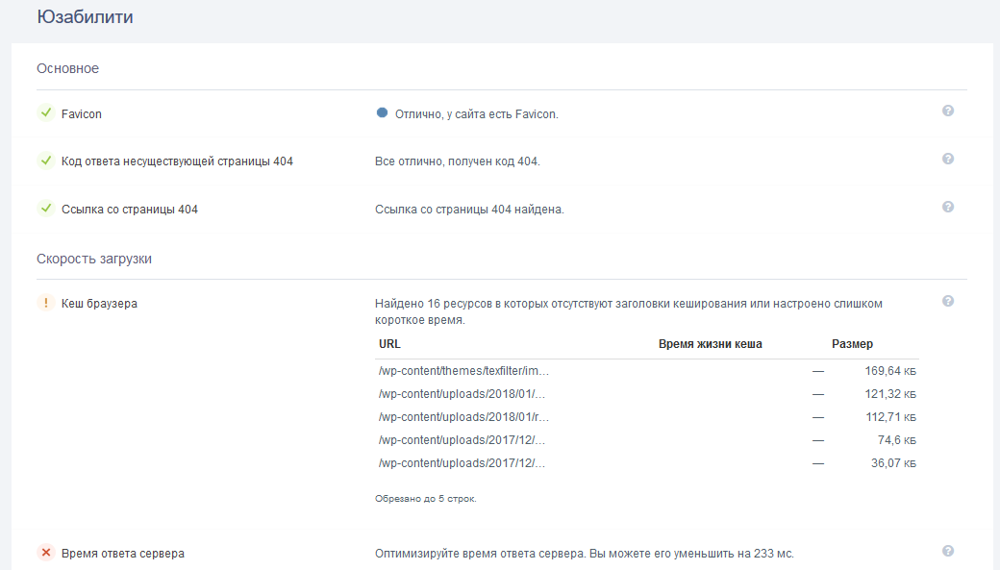 Юзабилити
Основное
Favicon
Отлично, у сайта есть Favicon.
Код ответа несуществующей страницы 404
Все отлично, получен код 404.
Ссылка со страницы 404
Ссылка со страницы 404 найдена.
Скорость загрузки
Кеш браузера
Найдено 16 ресурсов в которых отсутствуют заголовки кеширования или настроено слишком
короткое время.
URL Время жизни кеша Размер
/wp-content/themes/texfilter/im... — 169,64 КБ
/wp-content/uploads/2018/01/... — 121,32 КБ
/wp-content/uploads/2018/01/r... — 112,71 КБ
/wp-content/uploads/2017/12/... — 74,6 КБ
/wp-content/uploads/2017/12/... — 36,07 КБ
Обрезано до 5 строк.
Время ответа сервера
Оптимизируйте время ответа сервера. Вы можете его уменьшить на 233 мс.